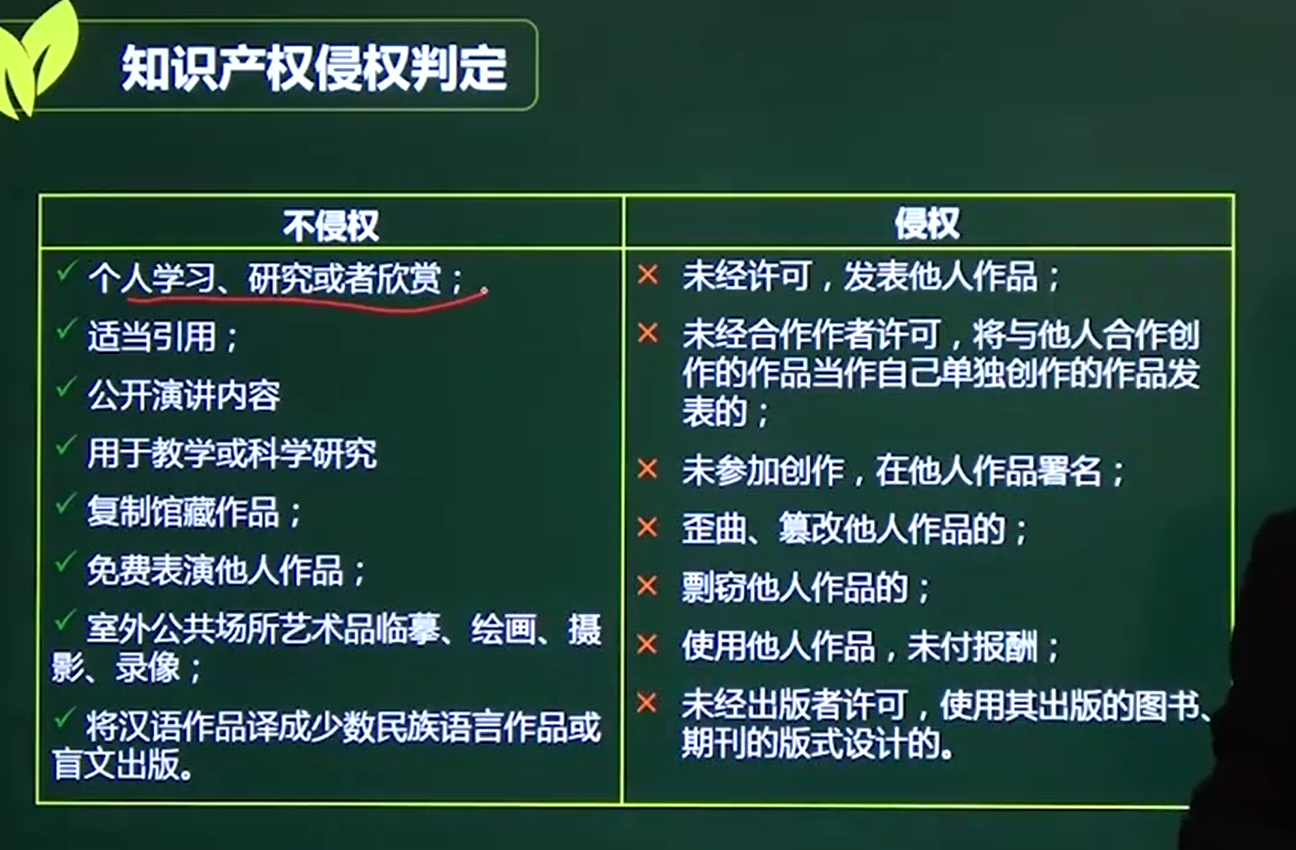 知识产权侵权判定
不侵权
个人学习、研究或者欣赏；
适当引用；
公开演讲内容
用于教学或科学研究
复制馆藏作品；
免费表演他人作品；
室外公共场所艺术品临摹、绘画、摄
影、录像；
将汉语作品译成少数民族语言作品或
盲文出版。
侵权
未经许可，发表他人作品；
未经合作作者许可，将与他人合作创
作的作品当作自己单独创作的作品发
表的；
未参加创作，在他人作品署名；
歪曲、篡改他人作品的；
剽窃他人作品的；
使用他人作品，未付报酬；
未经出版者许可，使用其出版的图书、
期刊的版式设计的。